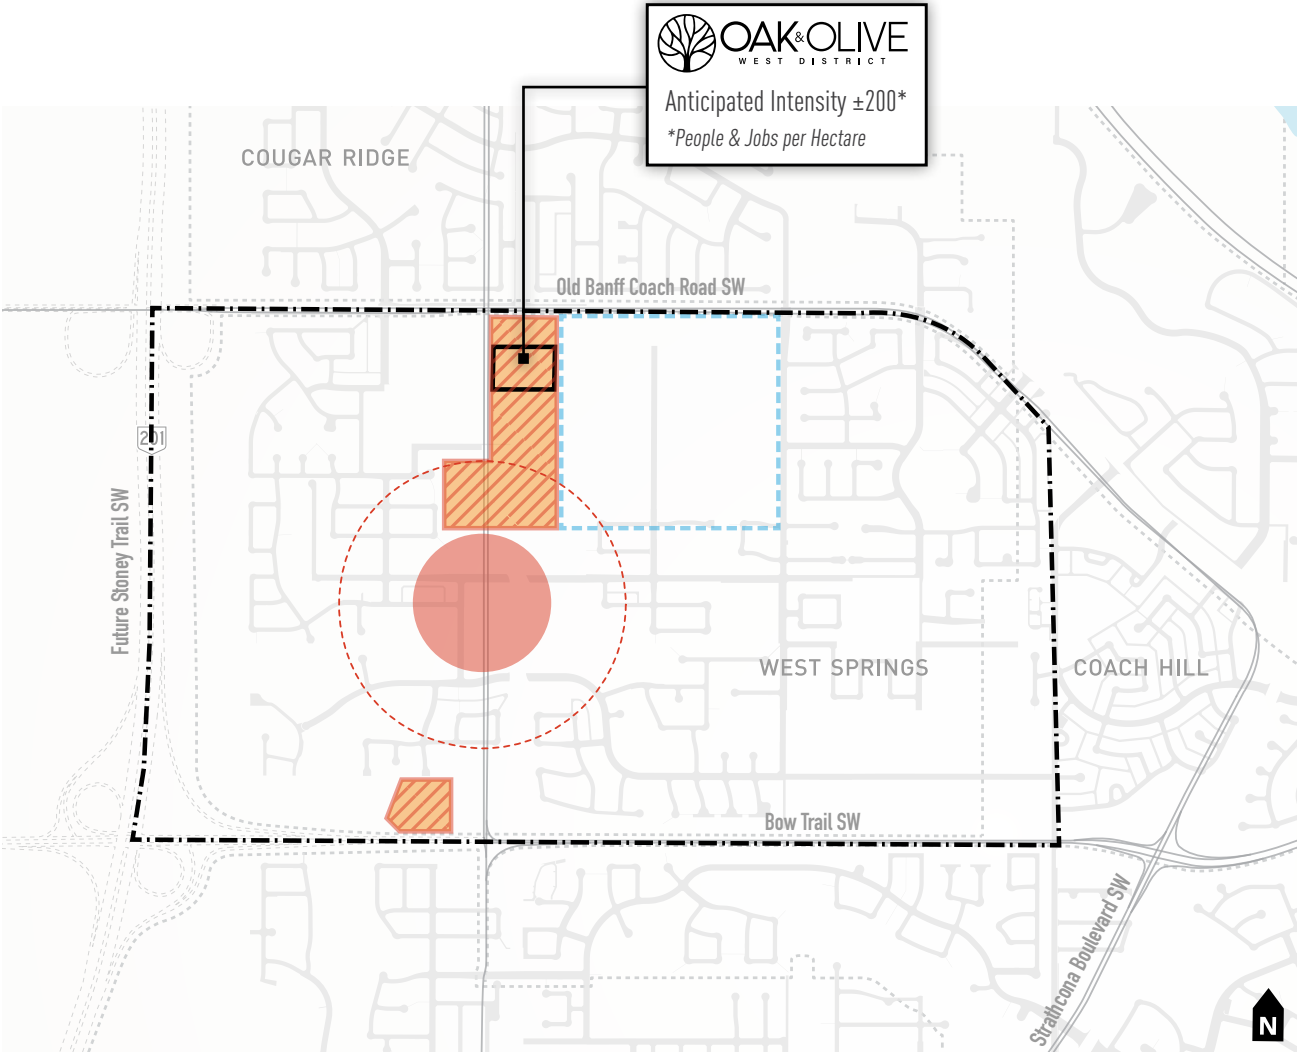 OAK & OLIVE
WEST DISTRICT
Anticipated Intensity ±200*
*People & Jobs per Hectare
COUGAR RIDGE
Old Banff Coach Road SW
201
Future Stoney Trail SW
WEST SPRINGS
COACH HILL
Bow Trail SW
Strathcona Boulevard SW
N